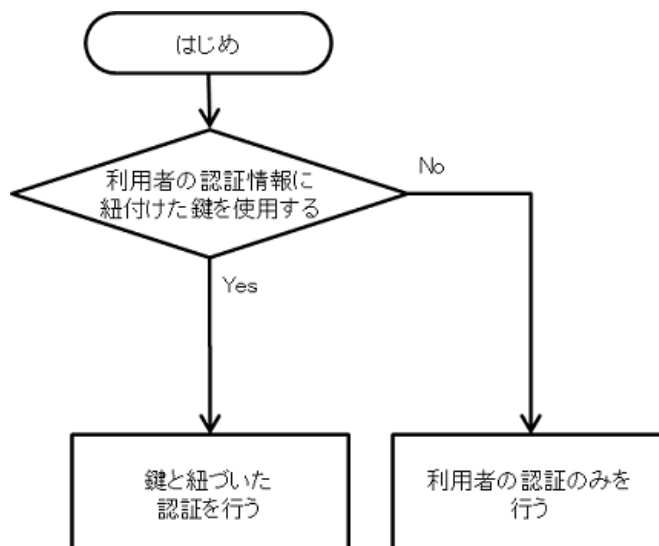 はじめ
利用者の認証情報に
紐付けた鍵を使用する
No
Yes
鍵と紐づいた
認証を行う
利用者の認証のみを
行う